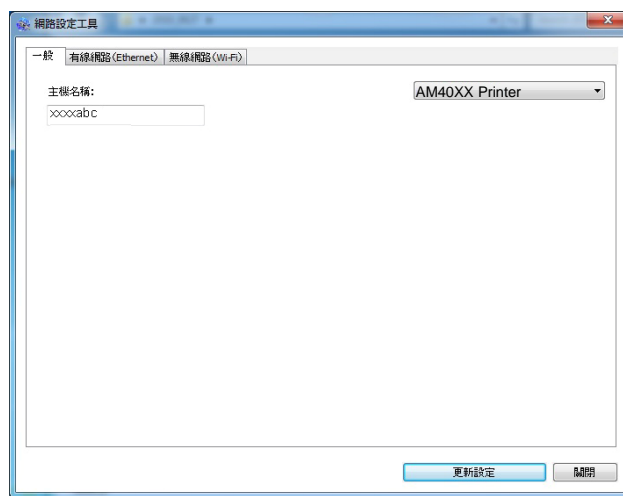 網路設定工具
一般 有線網路(Ethernet) 無線網路(Wi-Fi)
主機名稱: AM40XX Printer
xxxxabc
更新設定 關閉